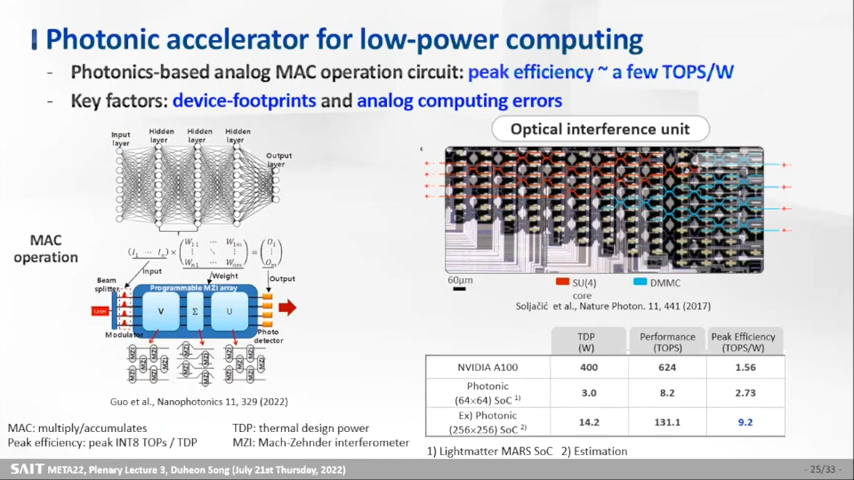 Photonic accelerator for low-power computing
- Photonics-based analog MAC operation circuit: peak efficiency ~ a few TOPS/W
- Key factors: device-footprints and analog computing errors
Optical interference unit
Input layer
Hidden layer
Hidden layer
Hidden layer
Output layer
MAC operation
Input
Weight
Output
Beam splitter
Programmable MZI array
Laser
V
Σ
U
Modulator
Photo detector
Guo et al., Nanophotonics 11, 329 (2022)
60μm
SU(4) core
DMMC
Soljačić et al., Nature Photon. 11, 441 (2017)
TDP (W)
Performance (TOPS)
Peak Efficiency (TOPS/W)
NVIDIA A100 400 624 1.56
Photonic (64×64) SoC 1) 3.0 8.2 2.73
Ex) Photonic (256×256) SoC 2) 14.2 131.1 9.2
1) Lightmatter MARS SoC 2) Estimation
MAC: multiply/accumulates TDP: thermal design power
Peak efficiency: peak INT8 TOPs / TDP MZI: Mach-Zehnder interferometer
SAIT META22, Plenary Lecture 3, Duheon Song (July 21st Thursday, 2022)
- 25/33 -